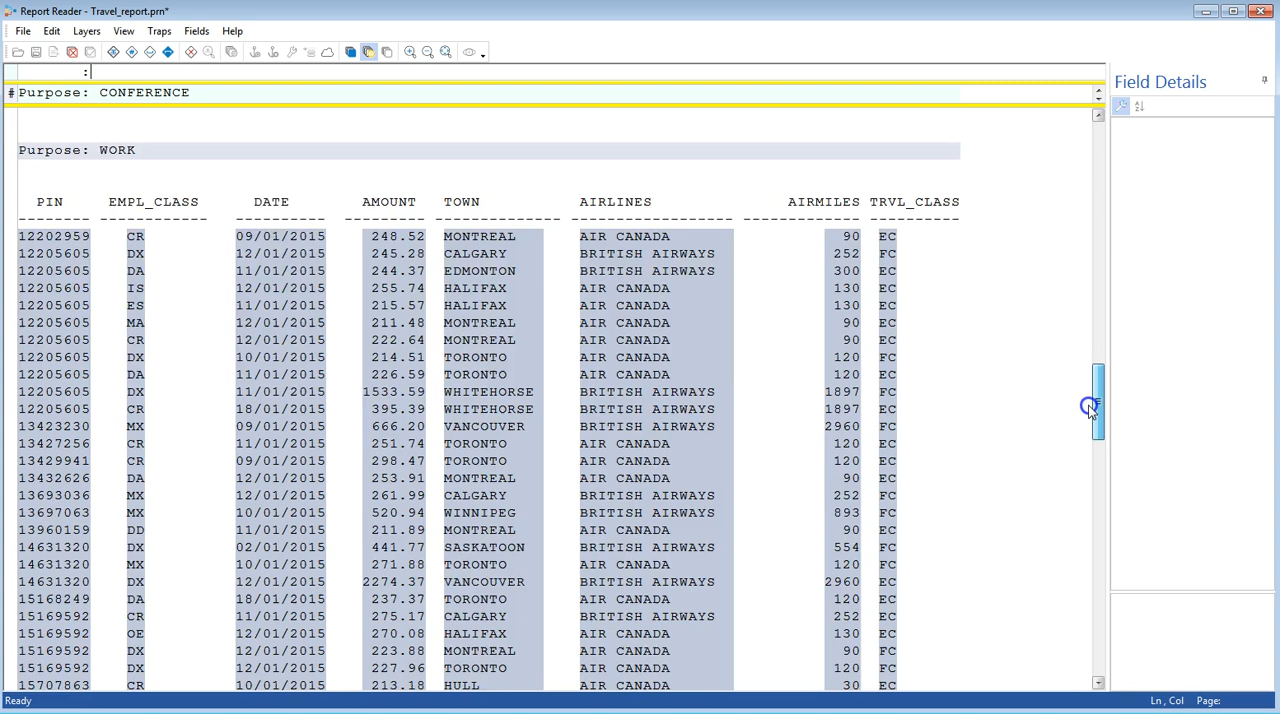 Report Reader - Travel_report.prn*
File Edit Layers View Traps Fields Help
:
#Purpose: CONFERENCE
Field Details
Purpose: WORK
PIN EMPL_CLASS DATE AMOUNT TOWN AIRLINES AIRMILES TRVL_CLASS
-------- ------------ ---------- --------- -------------- ----------------- ------------- ----------
12202959 CR 09/01/2015 248.52 MONTREAL AIR CANADA 90 EC
12205605 DX 12/01/2015 245.28 CALGARY BRITISH AIRWAYS 252 FC
12205605 DA 11/01/2015 244.37 EDMONTON BRITISH AIRWAYS 300 EC
12205605 IS 12/01/2015 255.74 HALIFAX AIR CANADA 130 EC
12205605 ES 11/01/2015 215.57 HALIFAX AIR CANADA 130 EC
12205605 MA 12/01/2015 211.48 MONTREAL AIR CANADA 90 EC
12205605 CR 12/01/2015 222.64 MONTREAL AIR CANADA 90 EC
12205605 DX 10/01/2015 214.51 TORONTO AIR CANADA 120 FC
12205605 DA 11/01/2015 226.59 TORONTO AIR CANADA 120 EC
12205605 DX 11/01/2015 1533.59 WHITEHORSE BRITISH AIRWAYS 1897 FC
12205605 CR 18/01/2015 395.39 WHITEHORSE BRITISH AIRWAYS 1897 EC
13423230 MX 09/01/2015 608.20 VANCOUVER BRITISH AIRWAYS 2960 FC
13427256 CR 11/01/2015 251.74 TORONTO AIR CANADA 120 EC
13429941 CR 09/01/2015 298.47 TORONTO AIR CANADA 120 EC
13432626 DA 12/01/2015 253.91 MONTREAL AIR CANADA 90 EC
13693036 MX 12/01/2015 261.99 CALGARY BRITISH AIRWAYS 252 FC
13697063 MX 10/01/2015 520.94 WINNIPEG BRITISH AIRWAYS 893 FC
13960159 DD 11/01/2015 211.89 MONTREAL AIR CANADA 90 EC
14631320 DX 02/01/2015 441.77 SASKATOON BRITISH AIRWAYS 554 FC
14631320 MX 10/01/2015 271.88 TORONTO AIR CANADA 120 FC
14631320 DX 12/01/2015 2274.37 VANCOUVER BRITISH AIRWAYS 2960 EC
15168249 DA 18/01/2015 237.37 TORONTO AIR CANADA 120 EC
15169592 CR 11/01/2015 275.17 CALGARY BRITISH AIRWAYS 252 EC
15169592 OE 12/01/2015 270.08 HALIFAX AIR CANADA 130 EC
15169592 DX 12/01/2015 223.88 MONTREAL AIR CANADA 90 FC
15169592 DX 12/01/2015 227.96 TORONTO AIR CANADA 120 FC
15707863 CR 10/01/2015 213.18 HULL AIR CANADA 30 EC
Ready Ln , Col Page: